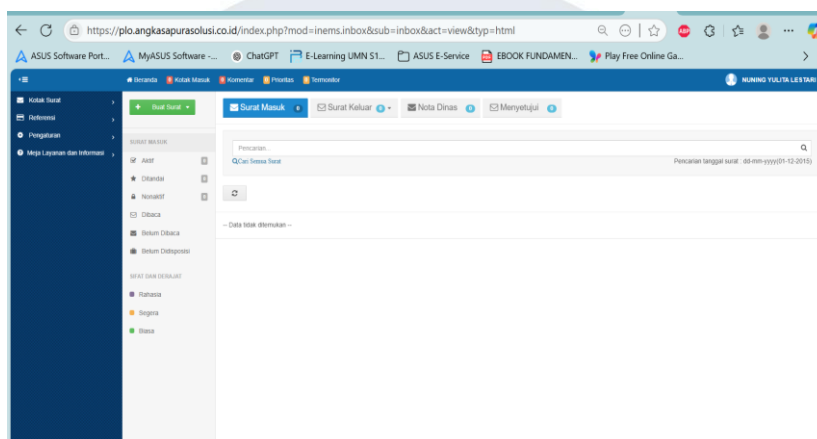 https://plo.angkasapurasolusi.co.id/index.php?mod=inems.inbox&sub=inbox&act=view&typ=html
ASUS Software Port...
MyASUS Software -...
ChatGPT
E-Learning UMN S1...
ASUS E-Service
EBOOK FUNDAMEN...
Play Free Online Ga...
Beranda
Kotak Masuk
Komentar
Prioritas
Termonitor
NUNING YULITA LESTARI
Kotak Surat
Referensi
Pengaturan
Meja Layanan dan Informasi
Buat Surat
SURAT MASUK
Aktif
Ditandai
Nonaktif
Dibaca
Belum Dibaca
Belum Didisposisi
SIFAT DAN DERAJAT
Rahasia
Segera
Biasa
Surat Masuk 0
Surat Keluar 0
Nota Dinas 0
Menyetujui 0
Pencarian...
Cari Semua Surat
Pencarian tanggal surat : dd-mm-yyyy(01-12-2015)
-- Data tidak ditemukan --